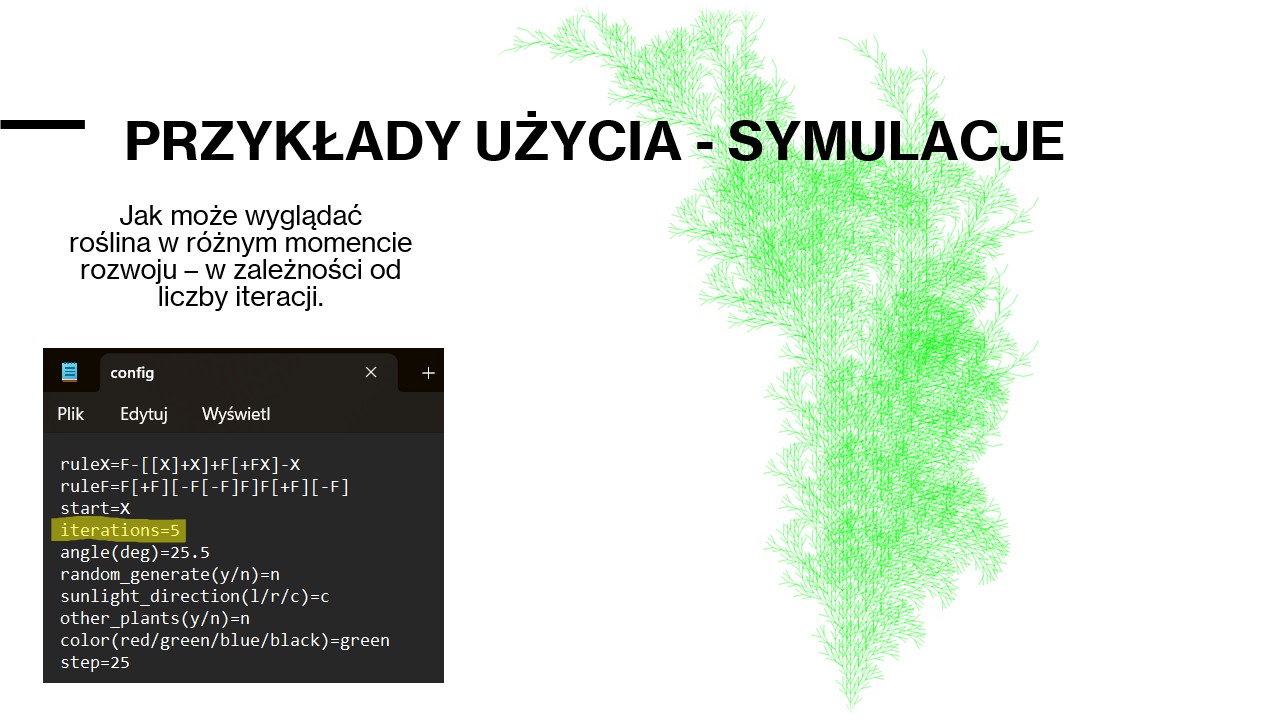 PRZYKŁADY UŻYCIA - SYMULACJE
Jak może wyglądać
roślina w różnym momencie
rozwoju – w zależności od
liczby iteracji.
config
Plik Edytuj Wyświetl
ruleX=F-[[X]+X]+F[+FX]-X
ruleF=F[+F][-F[-F]F]F[+F][-F]
start=X
iterations=5
angle(deg)=25.5
random_generate(y/n)=n
sunlight_direction(l/r/c)=c
other_plants(y/n)=n
color(red/green/blue/black)=green
step=25